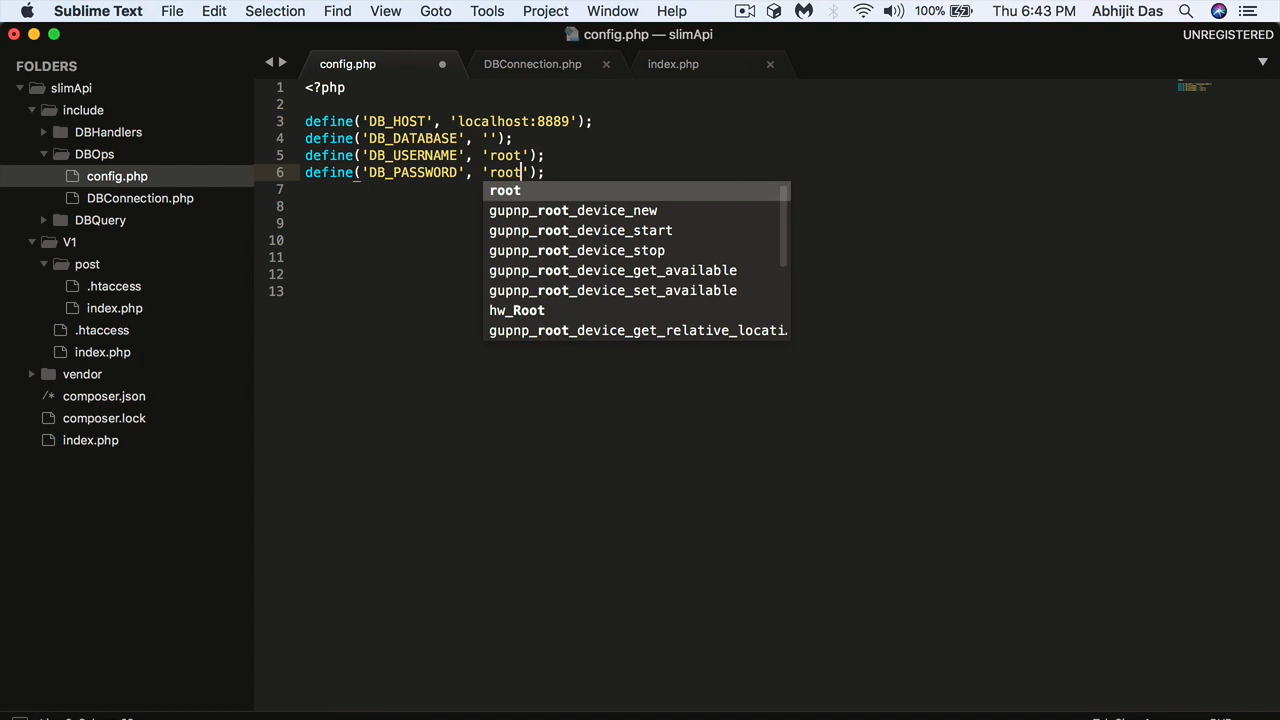 Sublime Text File Edit Selection Find View Goto Tools Project Window Help 100% Thu 6:43 PM Abhijit Das
config.php — slimApi UNREGISTERED
FOLDERS
slimApi
include
DBHandlers
DBOps
config.php
DBConnection.php
DBQuery
V1
post
.htaccess
index.php
.htaccess
index.php
vendor
/* composer.json
composer.lock
index.php
config.php DBConnection.php index.php
1 <?php
2
3 define('DB_HOST', 'localhost:8889');
4 define('DB_DATABASE', '');
5 define('DB_USERNAME', 'root');
6 define('DB_PASSWORD', 'root');
7
8
9
10
11
12
13
root
gupnp_root_device_new
gupnp_root_device_start
gupnp_root_device_stop
gupnp_root_device_get_available
gupnp_root_device_set_available
hw_Root
gupnp_root_device_get_relative_locati